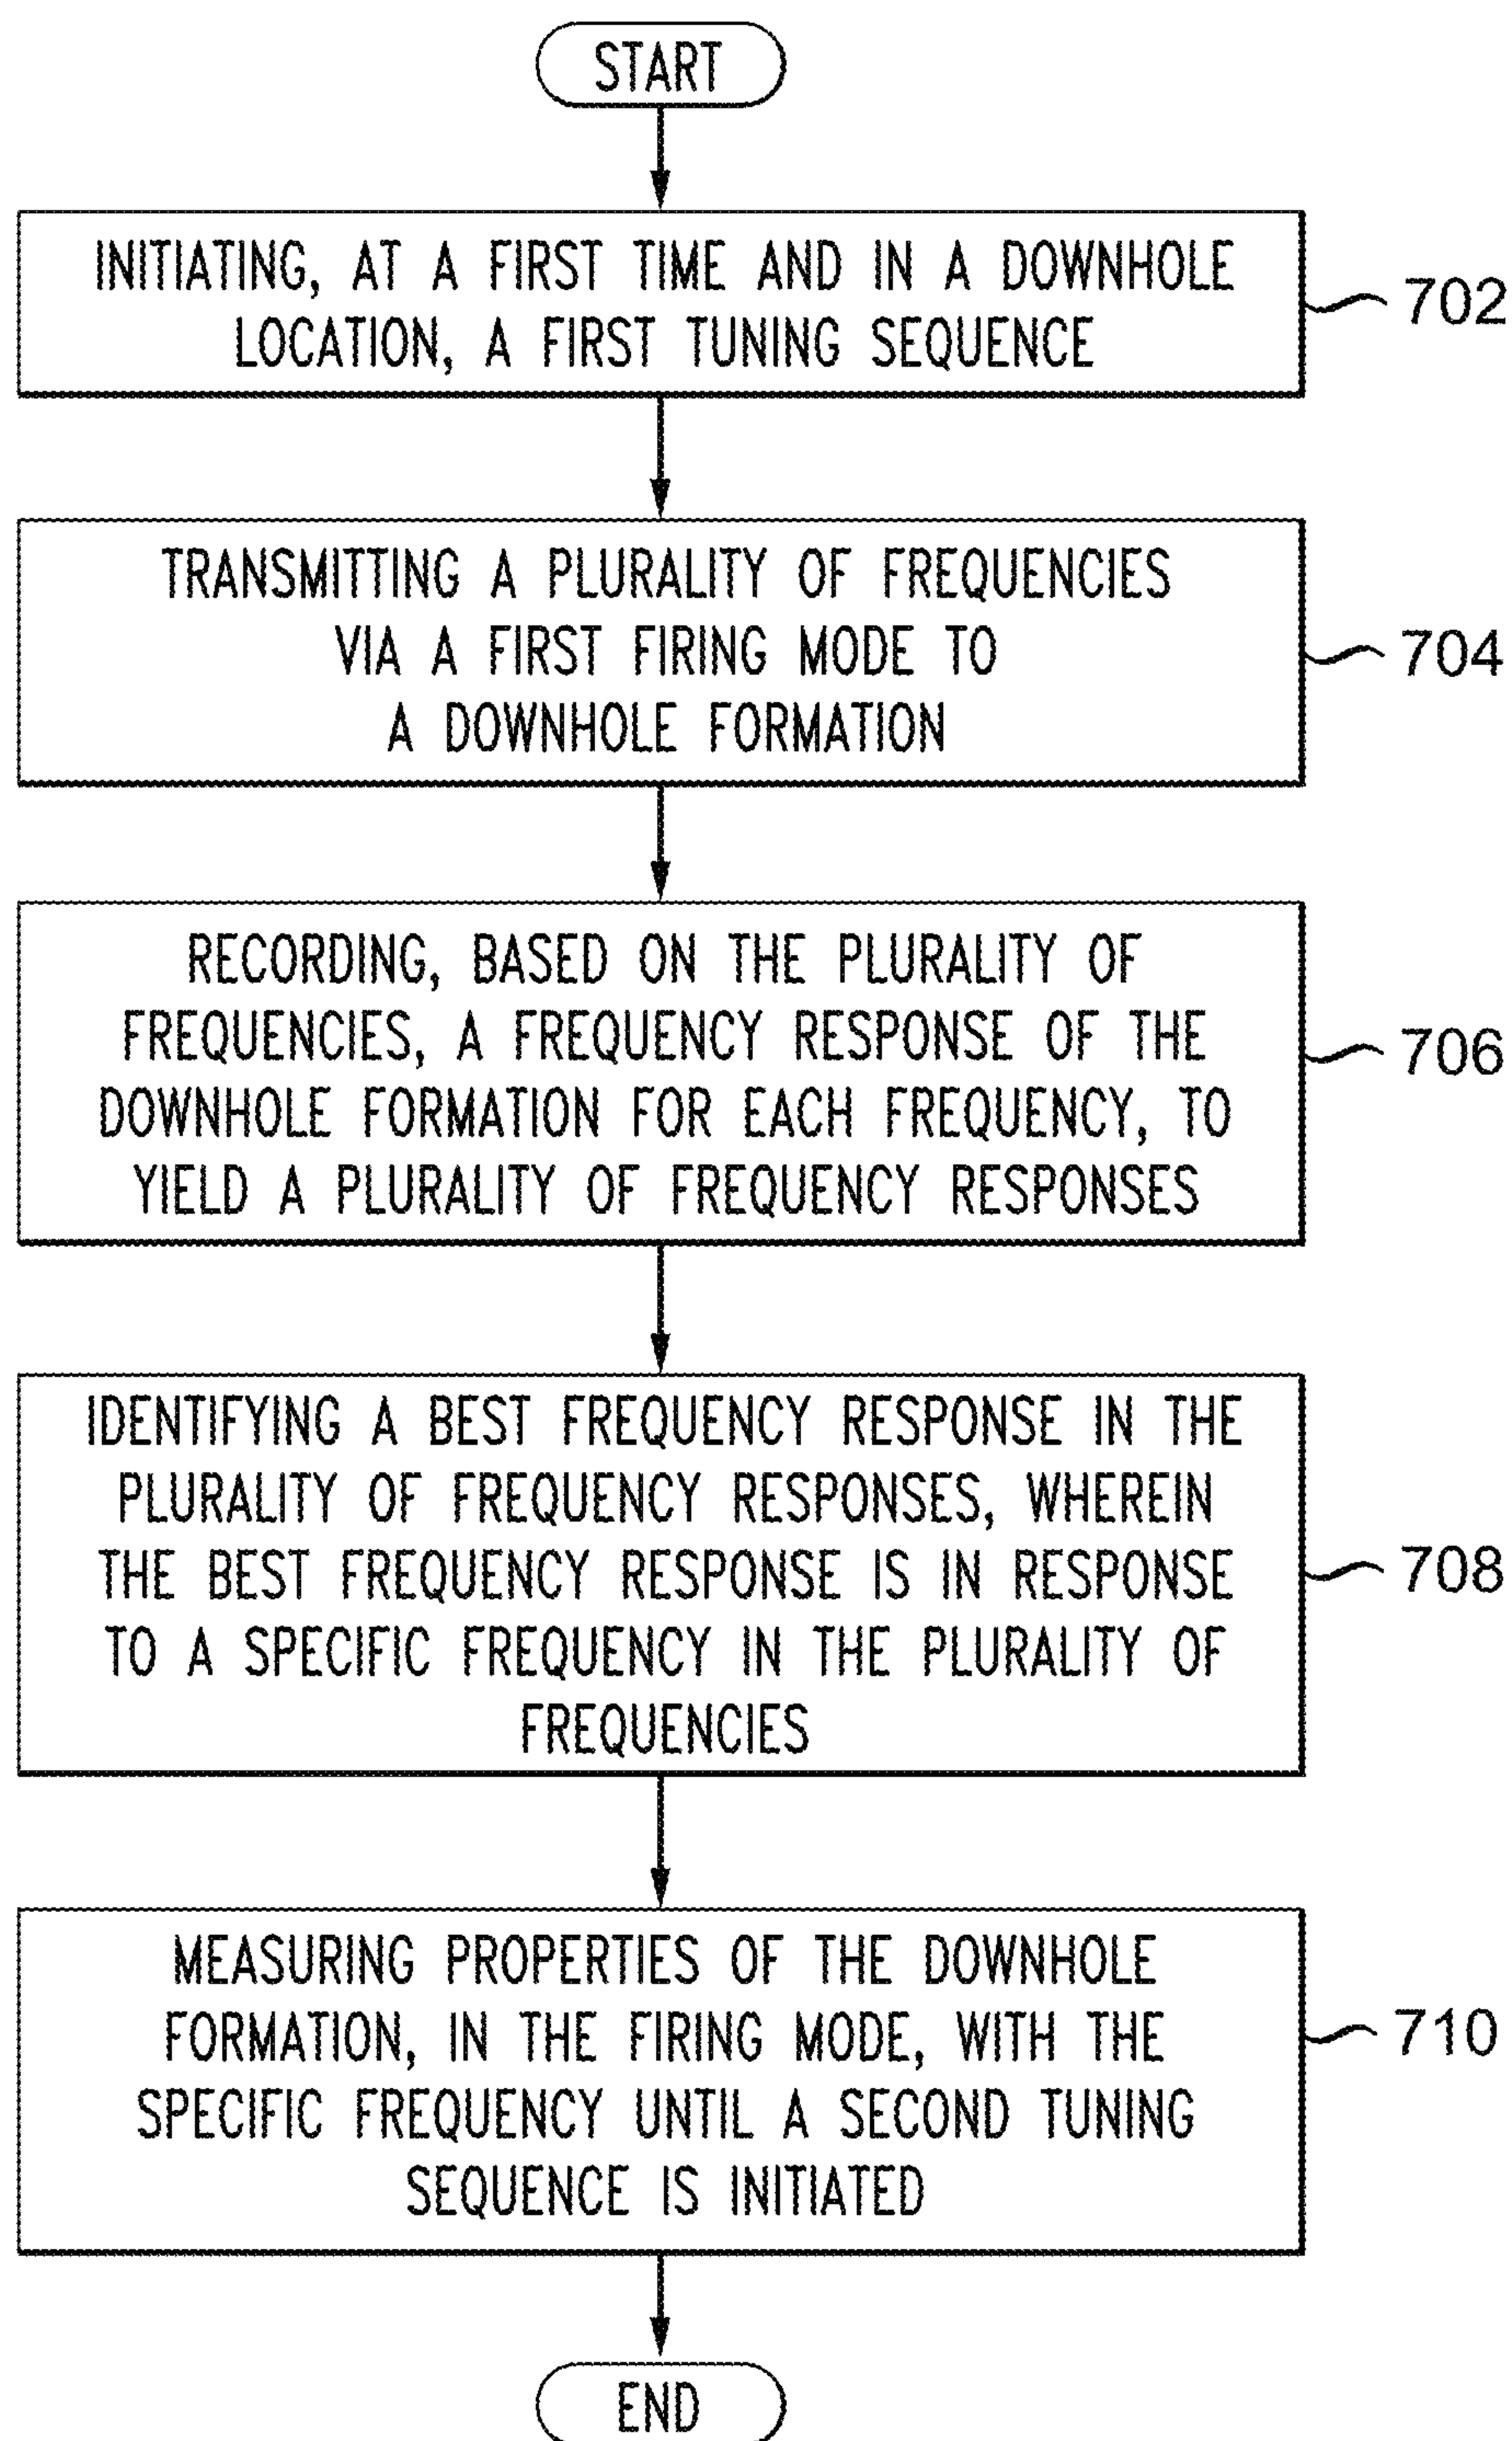 START
INITIATING, AT A FIRST TIME AND IN A DOWNHOLE
LOCATION, A FIRST TUNING SEQUENCE
702
TRANSMITTING A PLURALITY OF FREQUENCIES
VIA A FIRST FIRING MODE TO
A DOWNHOLE FORMATION
704
RECORDING, BASED ON THE PLURALITY OF
FREQUENCIES, A FREQUENCY RESPONSE OF THE
DOWNHOLE FORMATION FOR EACH FREQUENCY, TO
YIELD A PLURALITY OF FREQUENCY RESPONSES
706
IDENTIFYING A BEST FREQUENCY RESPONSE IN THE
PLURALITY OF FREQUENCY RESPONSES, WHEREIN
THE BEST FREQUENCY RESPONSE IS IN RESPONSE
TO A SPECIFIC FREQUENCY IN THE PLURALITY OF
FREQUENCIES
708
MEASURING PROPERTIES OF THE DOWNHOLE
FORMATION, IN THE FIRING MODE, WITH THE
SPECIFIC FREQUENCY UNTIL A SECOND TUNING
SEQUENCE IS INITIATED
710
END